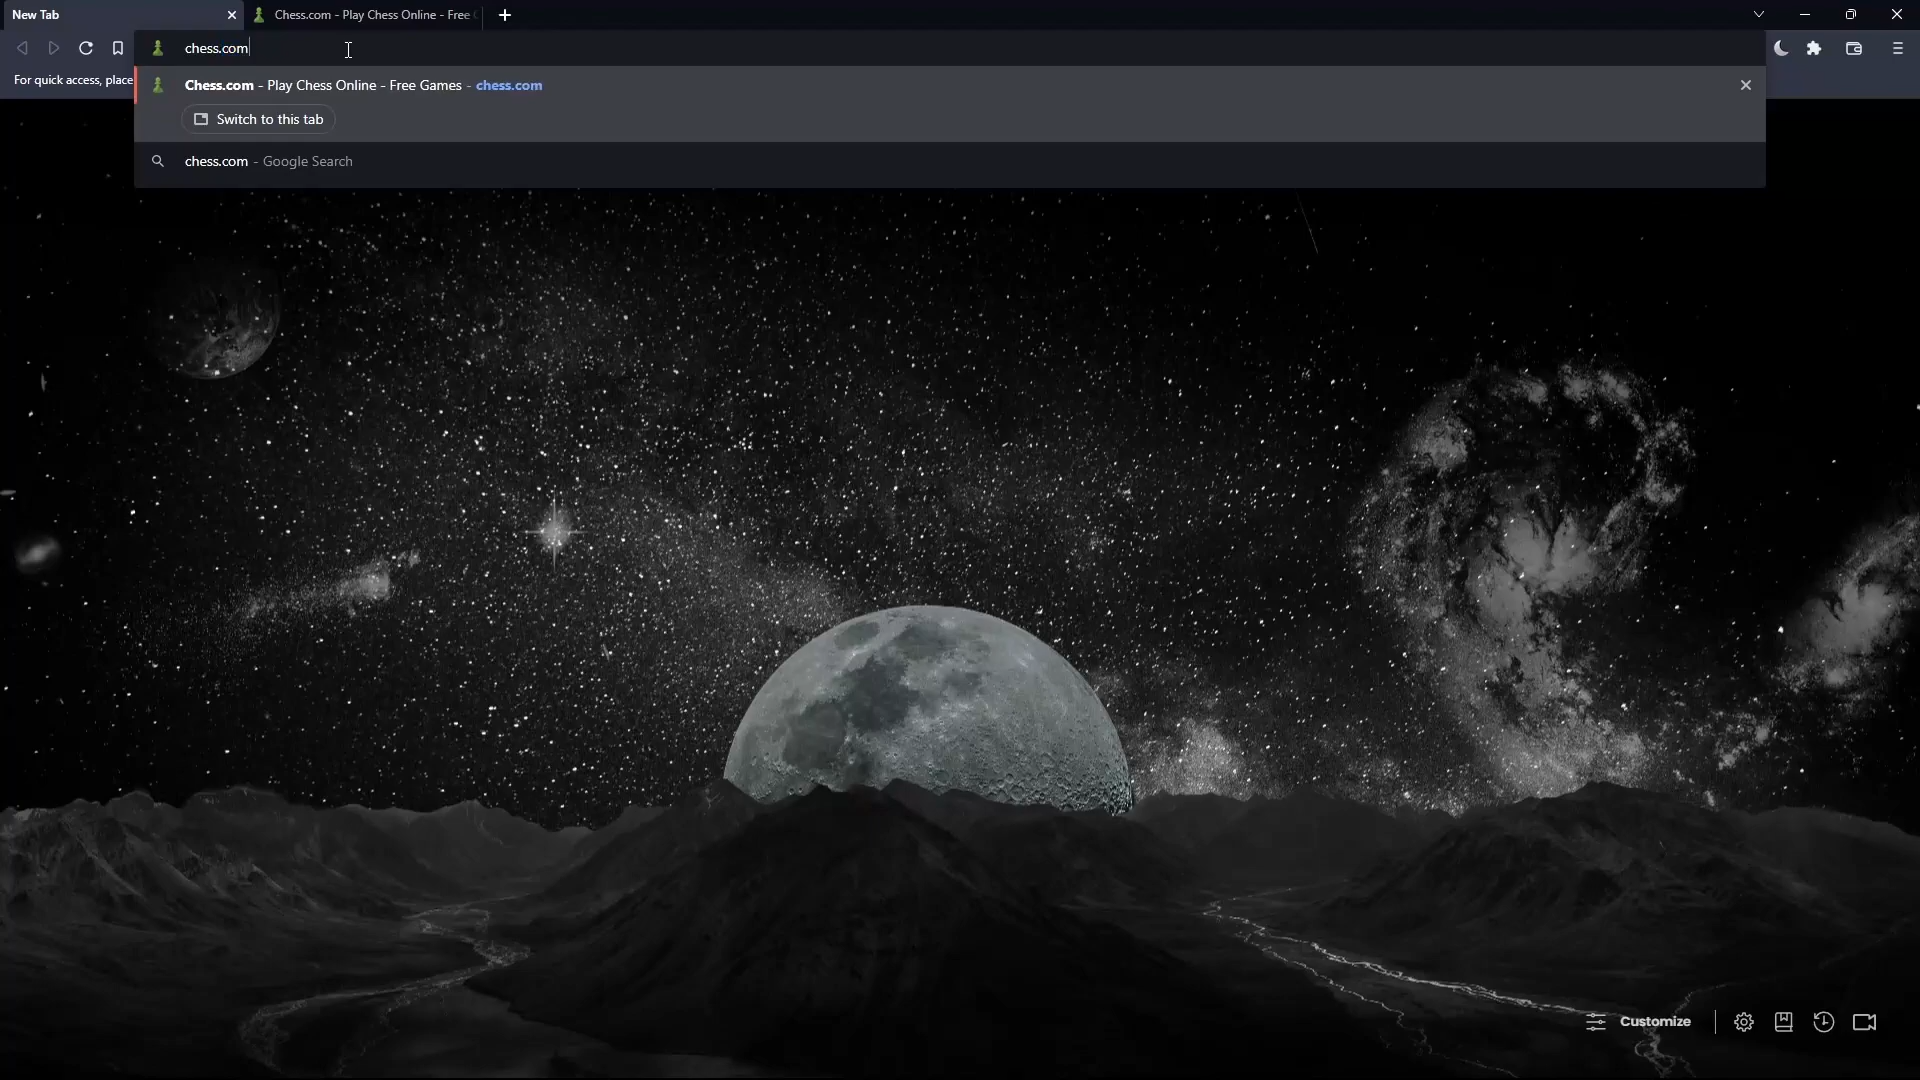 New Tab
Chess.com - Play Chess Online - Free
chess.com
For quick access, place
Chess.com - Play Chess Online - Free Games - chess.com
Switch to this tab
chess.com - Google Search
Customize